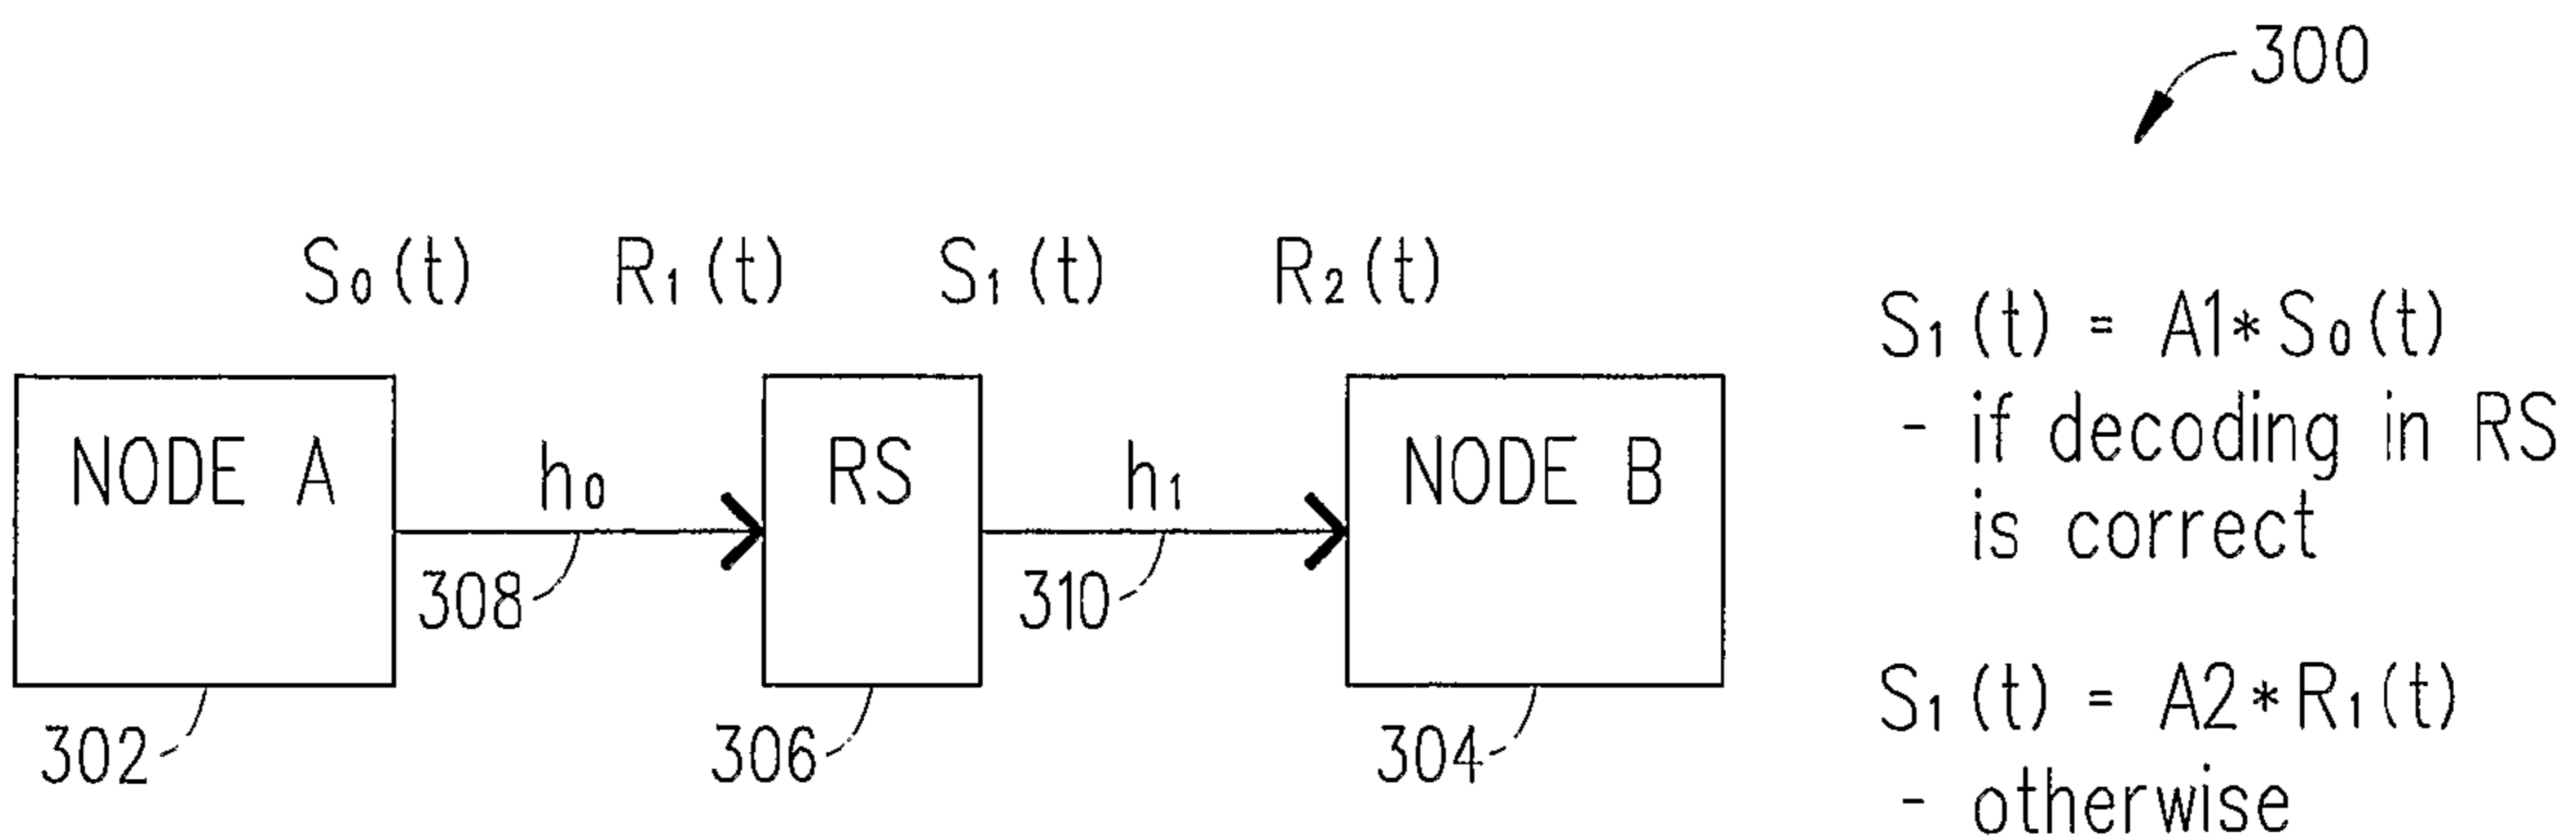 300
S₀(t) R₁(t) S₁(t) R₂(t)
NODE A h₀ RS h₁ NODE B
308 310
302 306 304
S₁(t) = A1*S₀(t)
- if decoding in RS
is correct
S₁(t) = A2*R₁(t)
- otherwise